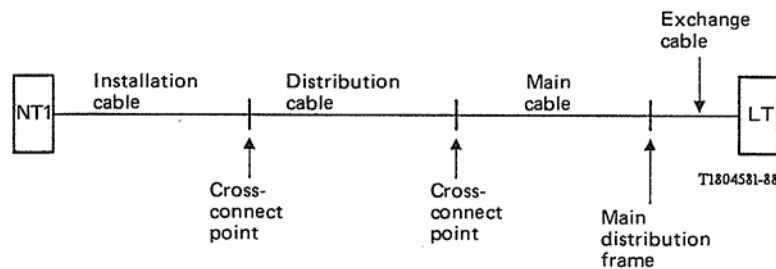 Exchange
cable
Installation
cable
Distribution
cable
Main
cable
NT1
LT
T1804581-88
Cross-
connect
point
Cross-
connect
point
Main
distribution
frame